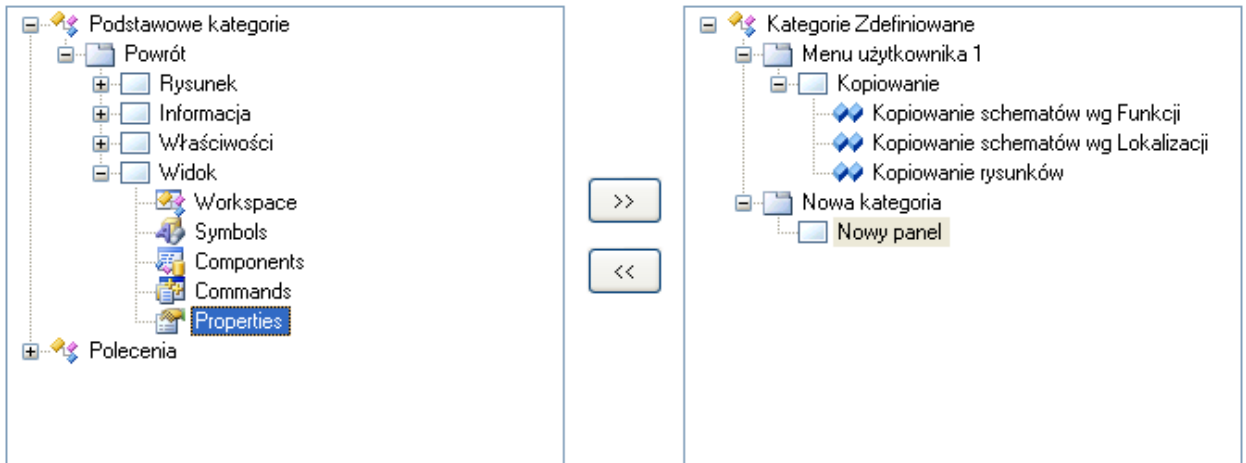 Podstawowe kategorie
Powrót
Rysunek
Informacja
Właściwości
Widok
Workspace
Symbols
Components
Commands
Properties
Polecenia
>>
<<
Kategorie Zdefiniowane
Menu użytkownika 1
Kopiowanie
Kopiowanie schematów wg Funkcji
Kopiowanie schematów wg Lokalizacji
Kopiowanie rysunków
Nowa kategoria
Nowy panel